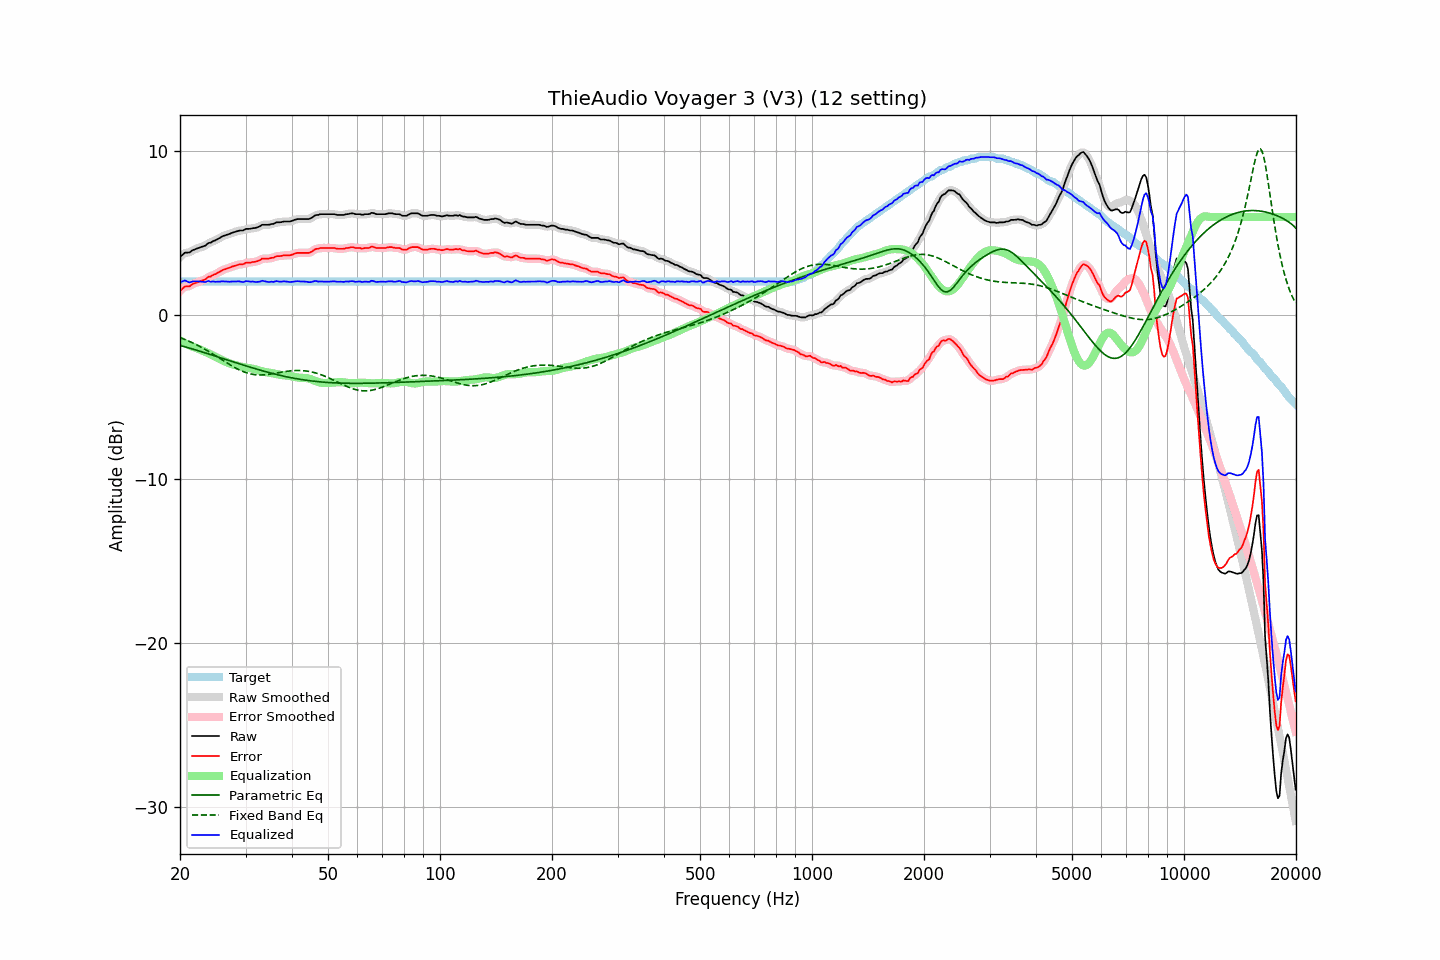 ThieAudio Voyager 3 (V3) (12 setting)
10
0
−10
−20
−30
Amplitude (dBr)
Target
Raw Smoothed
Error Smoothed
Raw
Error
Equalization
Parametric Eq
Fixed Band Eq
Equalized
20 50 100 200 500 1000 2000 5000 10000 20000
Frequency (Hz)